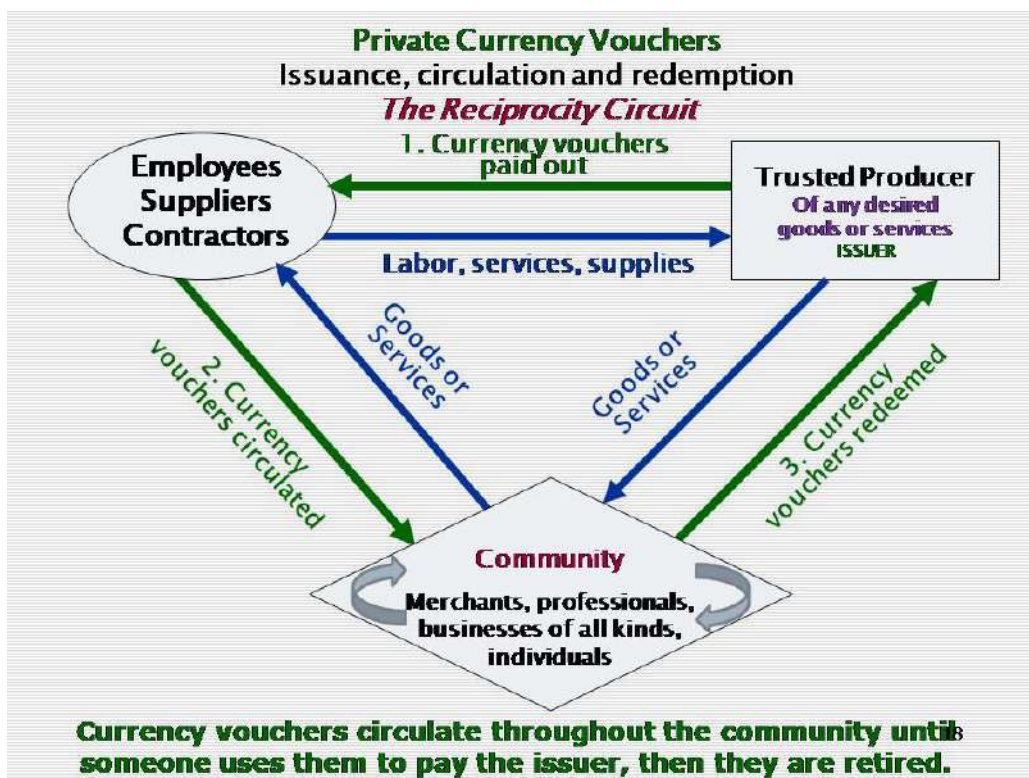 Private Currency Vouchers
Issuance, circulation and redemption
The Reciprocity Circuit
1. Currency vouchers
paid out
Employees
Suppliers
Contractors
Trusted Producer
Of any desired
goods or services
ISSUER
Labor, services, supplies
2. Currency
vouchers circulated
Goods or
Services
Goods or
Services
3. Currency
vouchers redeemed
Community
Merchants, professionals,
businesses of all kinds,
individuals
Currency vouchers circulate throughout the community until
someone uses them to pay the issuer, then they are retired.